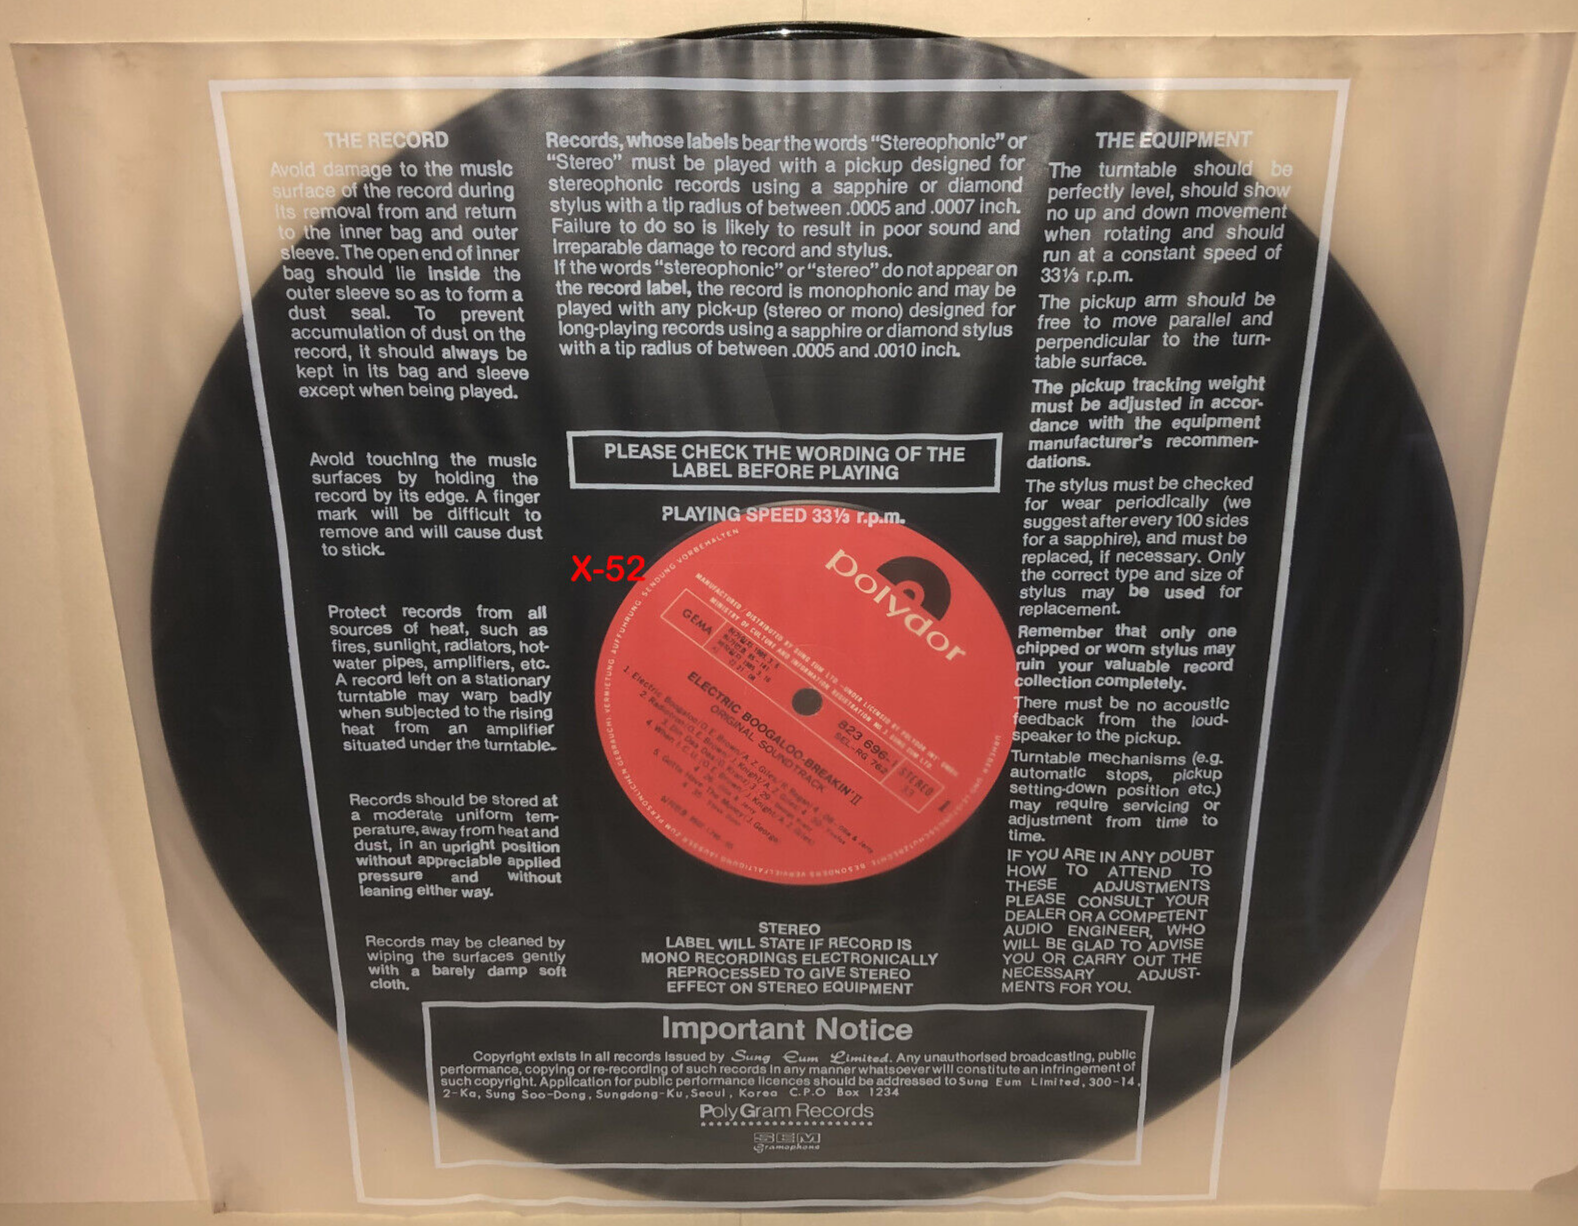 THE RECORD
Avoid damage to the music
surface of the record during
its removal from and return
to the inner bag and outer
sleeve. The open end of inner
bag should lie inside the
outer sleeve so as to form a
dust seal. To prevent
accumulation of dust on the
record, it should always be
kept in its bag and sleeve
except when being played.
Avoid touching the music
surfaces by holding the
record by its edge. A finger
mark will be difficult to
remove and will cause dust
to stick.
Protect records from all
sources of heat, such as
fires, sunlight, radiators, hot-
water pipes, amplifiers, etc.
A record left on a stationary
turntable may warp badly
when subjected to the rising
heat from an amplifier
situated under the turntable.
Records should be stored at
a moderate uniform tem-
perature, away from heat and
dust, in an upright position
without appreciable applied
pressure and without
leaning either way.
Records may be cleaned by
wiping the surfaces gently
with a barely damp soft
cloth.
Records, whose labels bear the words "Stereophonic" or
"Stereo" must be played with a pickup designed for
stereophonic records using a sapphire or diamond
stylus with a tip radius of between .0005 and .0007 inch.
Failure to do so is likely to result in poor sound and
irreparable damage to record and stylus.
If the words "stereophonic" or "stereo" do not appear on
the record label, the record is monophonic and may be
played with any pick-up (stereo or mono) designed for
long-playing records using a sapphire or diamond stylus
with a tip radius of between .0005 and .0010 inch.
PLEASE CHECK THE WORDING OF THE
LABEL BEFORE PLAYING
PLAYING SPEED 33⅓ r.p.m.
X-52
polydor
MANUFACTURED / DISTRIBUTED BY SUNG EUM LTD
GEMA
ELECTRIC BOOGALOO-BREAKIN' II
ORIGINAL SOUNDTRACK
823 696-1
SEL-RG 762
STEREO
33
STEREO
LABEL WILL STATE IF RECORD IS
MONO RECORDINGS ELECTRONICALLY
REPROCESSED TO GIVE STEREO
EFFECT ON STEREO EQUIPMENT
THE EQUIPMENT
The turntable should be
perfectly level, should show
no up and down movement
when rotating and should
run at a constant speed of
33⅓ r.p.m.
The pickup arm should be
free to move parallel and
perpendicular to the turn-
table surface.
The pickup tracking weight
must be adjusted in accor-
dance with the equipment
manufacturer's recommen-
dations.
The stylus must be checked
for wear periodically (we
suggest after every 100 sides
for a sapphire), and must be
replaced, if necessary. Only
the correct type and size of
stylus may be used for
replacement.
Remember that only one
chipped or worn stylus may
ruin your valuable record
collection completely.
There must be no acoustic
feedback from the loud-
speaker to the pickup.
Turntable mechanisms (e.g.
automatic stops, pickup
setting-down position etc.)
may require servicing or
adjustment from time to
time.
IF YOU ARE IN ANY DOUBT
HOW TO ATTEND TO
THESE ADJUSTMENTS
PLEASE CONSULT YOUR
DEALER OR A COMPETENT
AUDIO ENGINEER, WHO
WILL BE GLAD TO ADVISE
YOU OR CARRY OUT THE
NECESSARY ADJUST-
MENTS FOR YOU.
Important Notice
Copyright exists in all records issued by Sung Eum Limited. Any unauthorised broadcasting, public
performance, copying or re-recording of such records in any manner whatsoever will constitute an infringement of
such copyright. Application for public performance licences should be addressed to Sung Eum Limited, 300-14,
2-Ka, Sung Soo-Dong, Sungdong-Ku, Seoul, Korea C.P.O Box 1234
PolyGram Records
SEM
gramophone